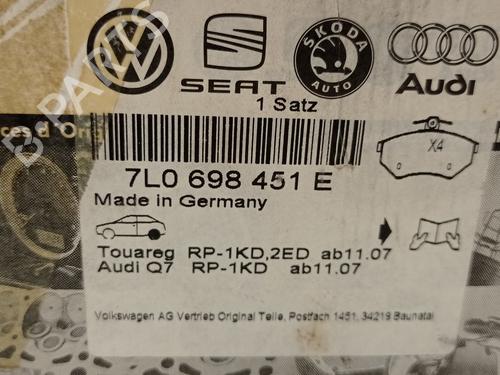 SEAT
SKODA
AUTO
Audi
1 Satz
X4
7L0 698 451 E
Made in Germany
Touareg RP-1KD,2ED ab11.07
Audi Q7 RP-1KD ab11.07
Volkswagen AG Vertrieb Original Teile, Postfach 1451, 34219 Baunatal
B PARTS